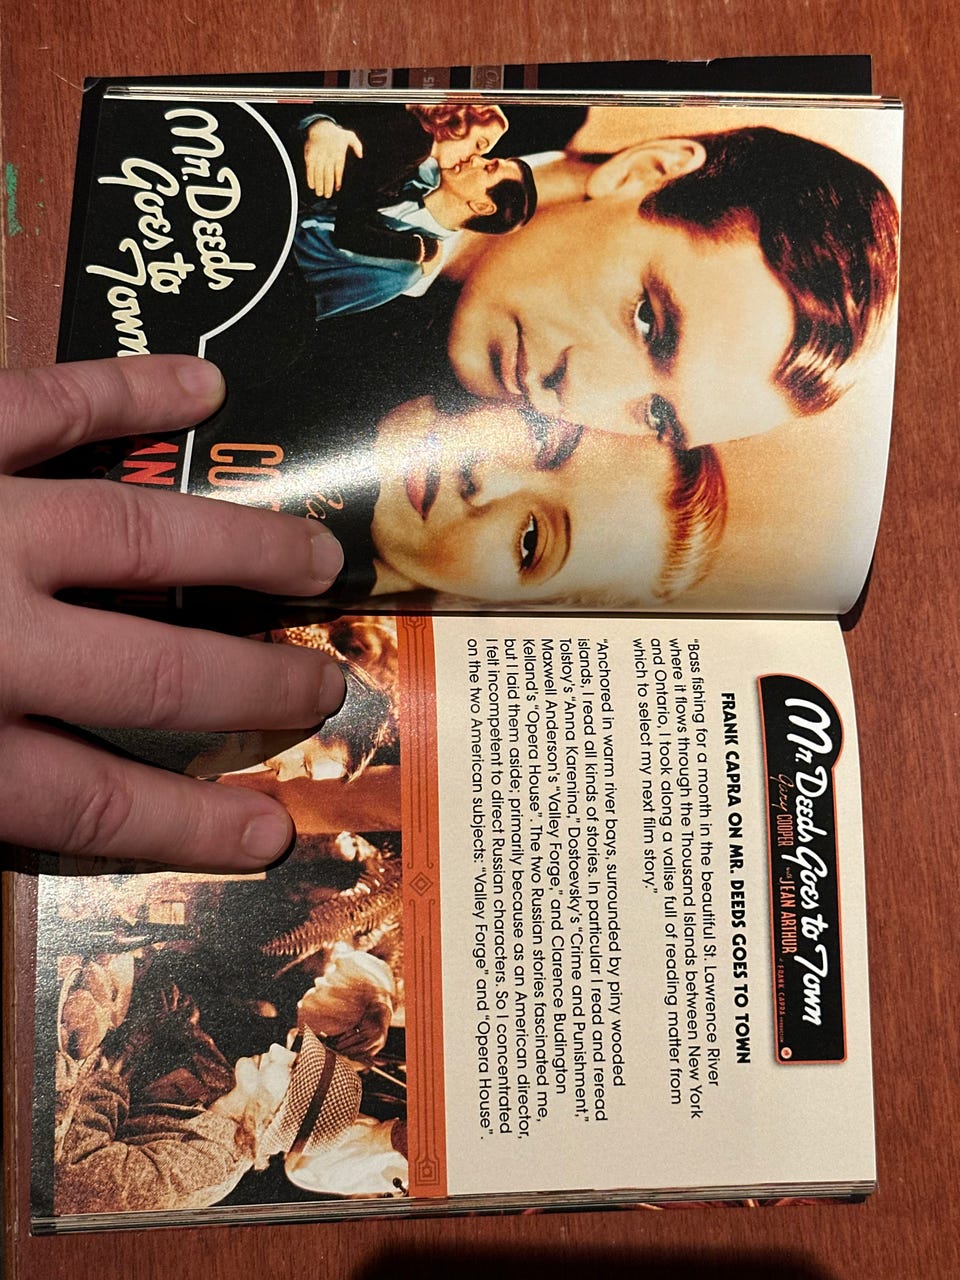 Mr. Deeds
Goes to
Town
Mr. Deeds Goes to Town
Gary COOPER with JEAN ARTHUR A FRANK CAPRA PRODUCTION
FRANK CAPRA ON MR. DEEDS GOES TO TOWN
"Bass fishing for a month in the beautiful St. Lawrence River
where it flows through the Thousand Islands between New York
and Ontario, I took along a valise full of reading matter from
which to select my next film story."
"Anchored in warm river bays, surrounded by piny wooded
islands, I read all kinds of stories. In particular I read and reread
Tolstoy's "Anna Karenina," Dostoevsky's "Crime and Punishment,"
Maxwell Anderson's "Valley Forge," and Clarence Budington
Kelland's "Opera House". The two Russian stories fascinated me,
but I laid them aside; primarily because as an American director,
I felt incompetent to direct Russian characters. So I concentrated
on the two American subjects: "Valley Forge" and "Opera House".